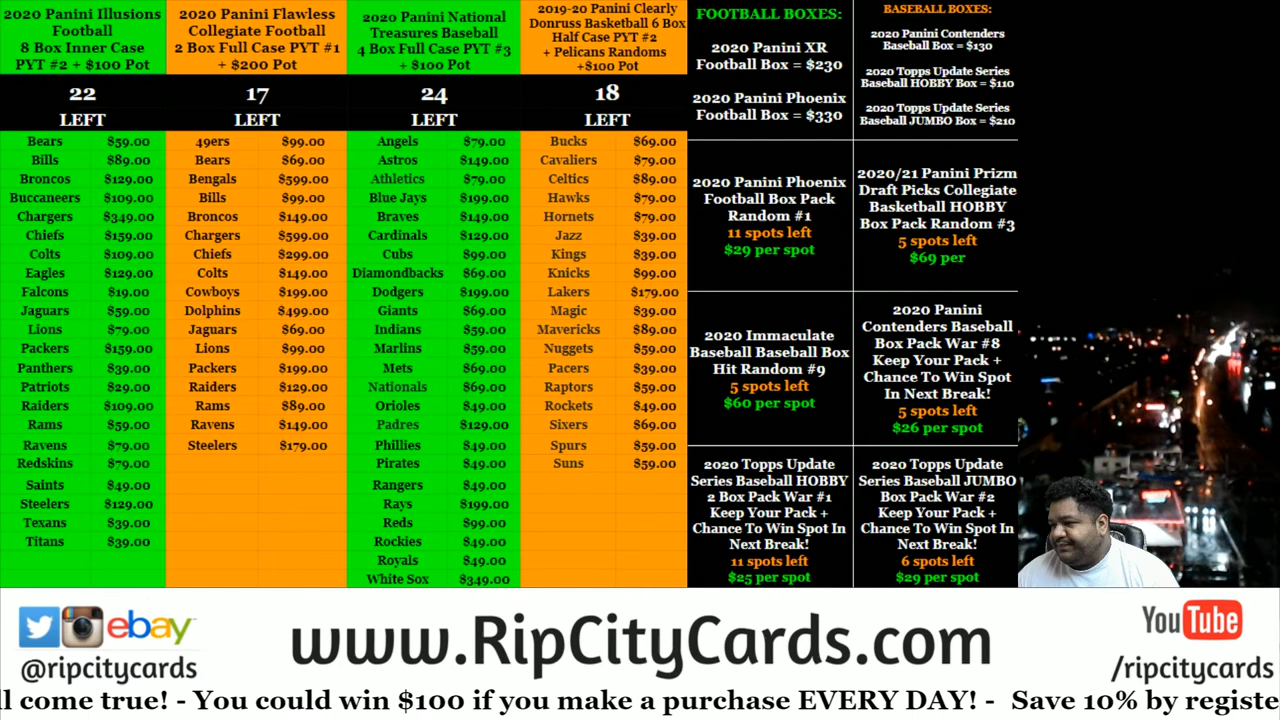 2020 Panini Illusions
Football
8 Box Inner Case
PYT #2 + $100 Pot
22
LEFT
Bears $59.00
Bills $89.00
Broncos $129.00
Buccaneers $109.00
Chargers $349.00
Chiefs $159.00
Colts $109.00
Eagles $129.00
Falcons $19.00
Jaguars $59.00
Lions $79.00
Packers $159.00
Panthers $39.00
Patriots $29.00
Raiders $109.00
Rams $59.00
Ravens $79.00
Redskins $79.00
Saints $49.00
Steelers $129.00
Texans $39.00
Titans $39.00
2020 Panini Flawless
Collegiate Football
2 Box Full Case PYT #1
+ $200 Pot
17
LEFT
49ers $99.00
Bears $69.00
Bengals $599.00
Bills $99.00
Broncos $149.00
Chargers $599.00
Chiefs $299.00
Colts $149.00
Cowboys $199.00
Dolphins $499.00
Jaguars $69.00
Lions $99.00
Packers $199.00
Raiders $129.00
Rams $89.00
Ravens $149.00
Steelers $179.00
2020 Panini National
Treasures Baseball
4 Box Full Case PYT #3
+ $100 Pot
24
LEFT
Angels $79.00
Astros $149.00
Athletics $79.00
Blue Jays $199.00
Braves $149.00
Cardinals $129.00
Cubs $99.00
Diamondbacks $69.00
Dodgers $199.00
Giants $69.00
Indians $59.00
Marlins $59.00
Mets $69.00
Nationals $69.00
Orioles $49.00
Padres $129.00
Phillies $49.00
Pirates $49.00
Rangers $49.00
Rays $199.00
Reds $99.00
Rockies $49.00
Royals $49.00
White Sox $349.00
2019-20 Panini Clearly
Donruss Basketball 6 Box
Half Case PYT #2
+ Pelicans Randoms
+$100 Pot
18
LEFT
Bucks $69.00
Cavaliers $79.00
Celtics $89.00
Hawks $79.00
Hornets $79.00
Jazz $39.00
Kings $39.00
Knicks $99.00
Lakers $179.00
Magic $39.00
Mavericks $89.00
Nuggets $59.00
Pacers $39.00
Raptors $59.00
Rockets $49.00
Sixers $69.00
Spurs $59.00
Suns $59.00
FOOTBALL BOXES:
2020 Panini XR
Football Box = $230
2020 Panini Phoenix
Football Box = $330
BASEBALL BOXES:
2020 Panini Contenders
Baseball Box = $130
2020 Topps Update Series
Baseball HOBBY Box = $110
2020 Topps Update Series
Baseball JUMBO Box = $210
2020 Panini Phoenix
Football Box Pack
Random #1
11 spots left
$29 per spot
2020/21 Panini Prizm
Draft Picks Collegiate
Basketball HOBBY
Box Pack Random #3
5 spots left
$69 per
2020 Immaculate
Baseball Baseball Box
Hit Random #9
5 spots left
$60 per spot
2020 Panini
Contenders Baseball
Box Pack War #8
Keep Your Pack +
Chance To Win Spot
In Next Break!
5 spots left
$26 per spot
2020 Topps Update
Series Baseball HOBBY
2 Box Pack War #1
Keep Your Pack +
Chance To Win Spot In
Next Break!
11 spots left
$25 per spot
2020 Topps Update
Series Baseball JUMBO
Box Pack War #2
Keep Your Pack +
Chance To Win Spot In
Next Break!
6 spots left
$29 per spot
ebay
@ripcitycards
www.RipCityCards.com
YouTube
/ripcitycards
ll come true! - You could win $100 if you make a purchase EVERY DAY! - Save 10% by registe